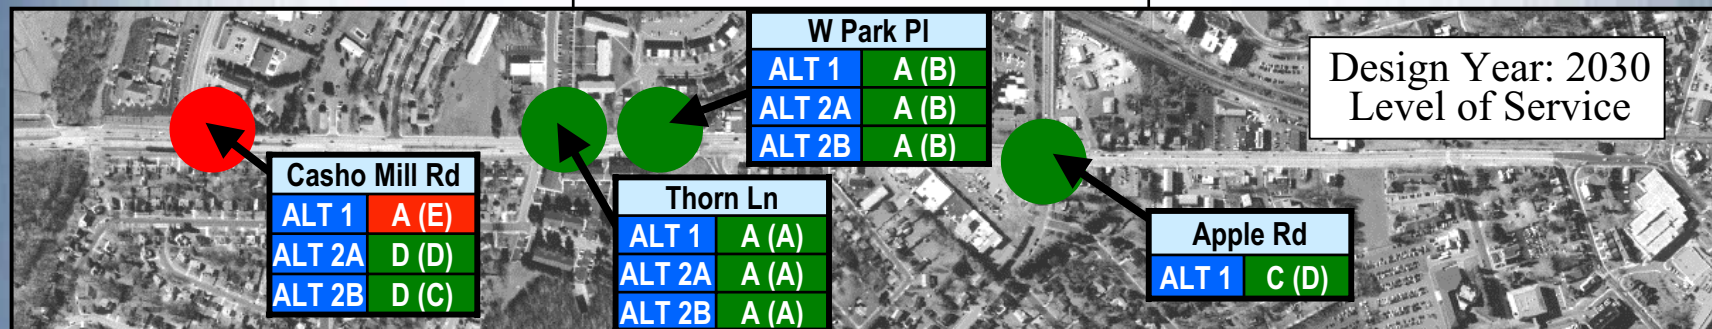 W Park Pl
ALT 1 A (B)
ALT 2A A (B)
ALT 2B A (B)
Design Year: 2030
Level of Service
Casho Mill Rd
ALT 1 A (E)
ALT 2A D (D)
ALT 2B D (C)
Thorn Ln
ALT 1 A (A)
ALT 2A A (A)
ALT 2B A (A)
Apple Rd
ALT 1 C (D)